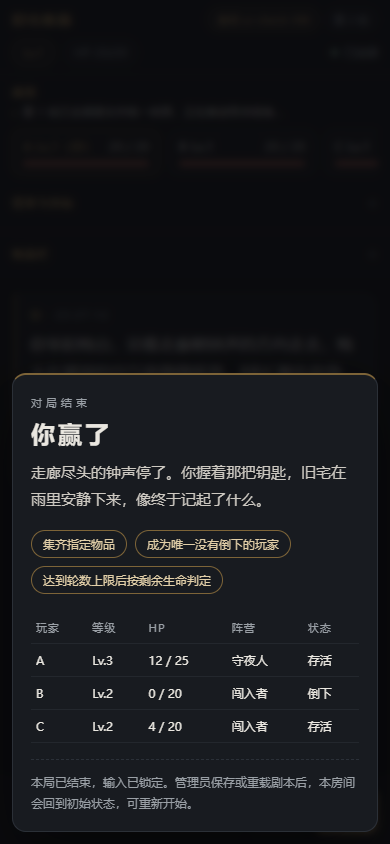 对局结束
你赢了
走廊尽头的钟声停了。你握着那把钥匙，旧宅在
雨里安静下来，像终于记起了什么。
集齐指定物品 成为唯一没有倒下的玩家
达到轮数上限后按剩余生命判定
玩家 等级 HP 阵营 状态
A Lv.3 12 / 25 守夜人 存活
B Lv.2 0 / 20 闯入者 倒下
C Lv.2 4 / 20 闯入者 存活
本局已结束，输入已锁定。管理员保存或重载剧本后，本房间
会回到初始状态，可重新开始。